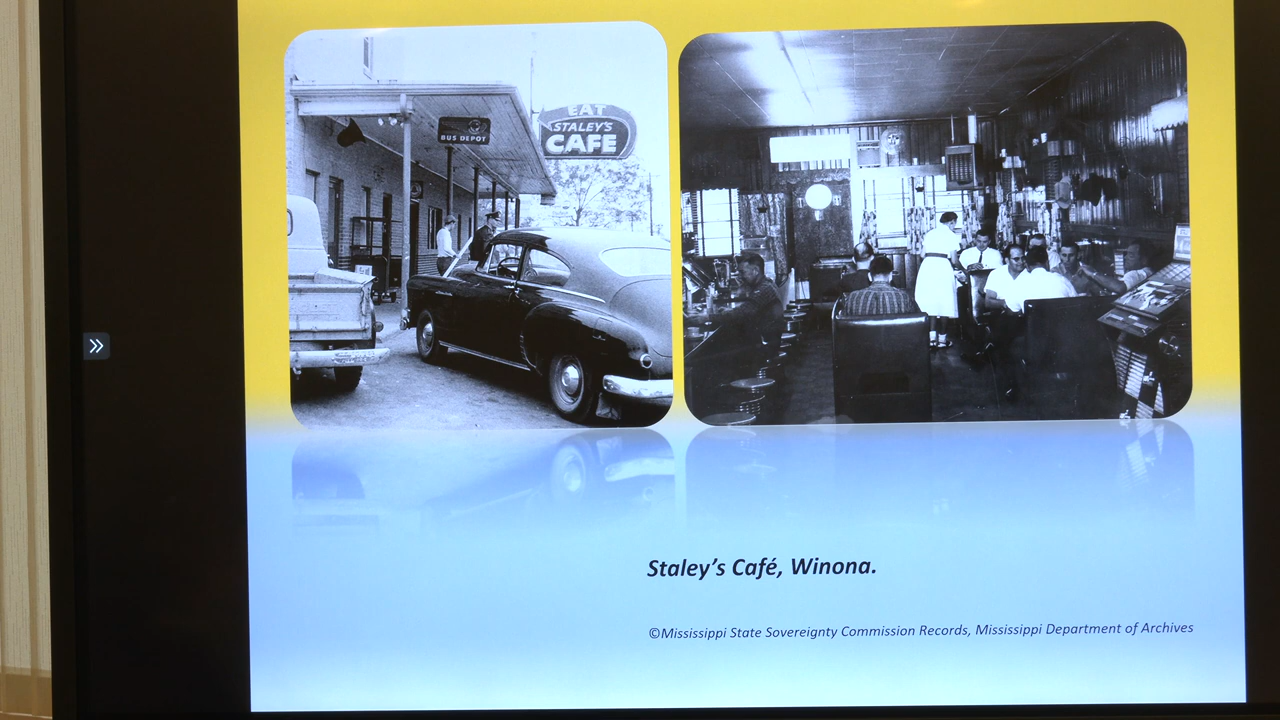 BUS DEPOT
EAT
STALEY'S
CAFE
Staley’s Café, Winona.
©Mississippi State Sovereignty Commission Records, Mississippi Department of Archives